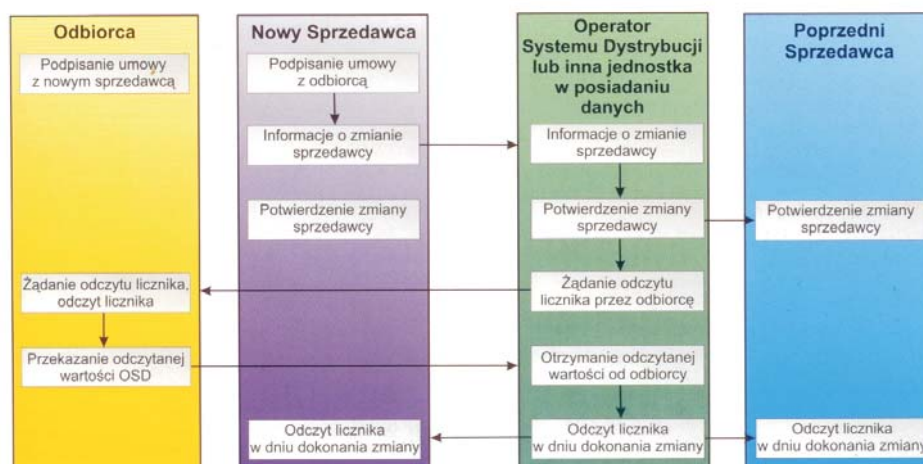 Odbiorca
Podpisanie umowy
z nowym sprzedawcą
Żądanie odczytu licznika,
odczyt licznika
Przekazanie odczytanej
wartości OSD
Nowy Sprzedawca
Podpisanie umowy
z odbiorcą
Informacje o zmianie
sprzedawcy
Potwierdzenie zmiany
sprzedawcy
Odczyt licznika
w dniu dokonania zmiany
Operator
Systemu Dystrybucji
lub inna jednostka
w posiadaniu
danych
Informacje o zmianie
sprzedawcy
Potwierdzenie zmiany
sprzedawcy
Żądanie odczytu
licznika przez odbiorcę
Otrzymanie odczytanej
wartości od odbiorcy
Odczyt licznika
w dniu dokonania zmiany
Poprzedni
Sprzedawca
Potwierdzenie zmiany
sprzedawcy
Odczyt licznika
w dniu dokonania zmiany